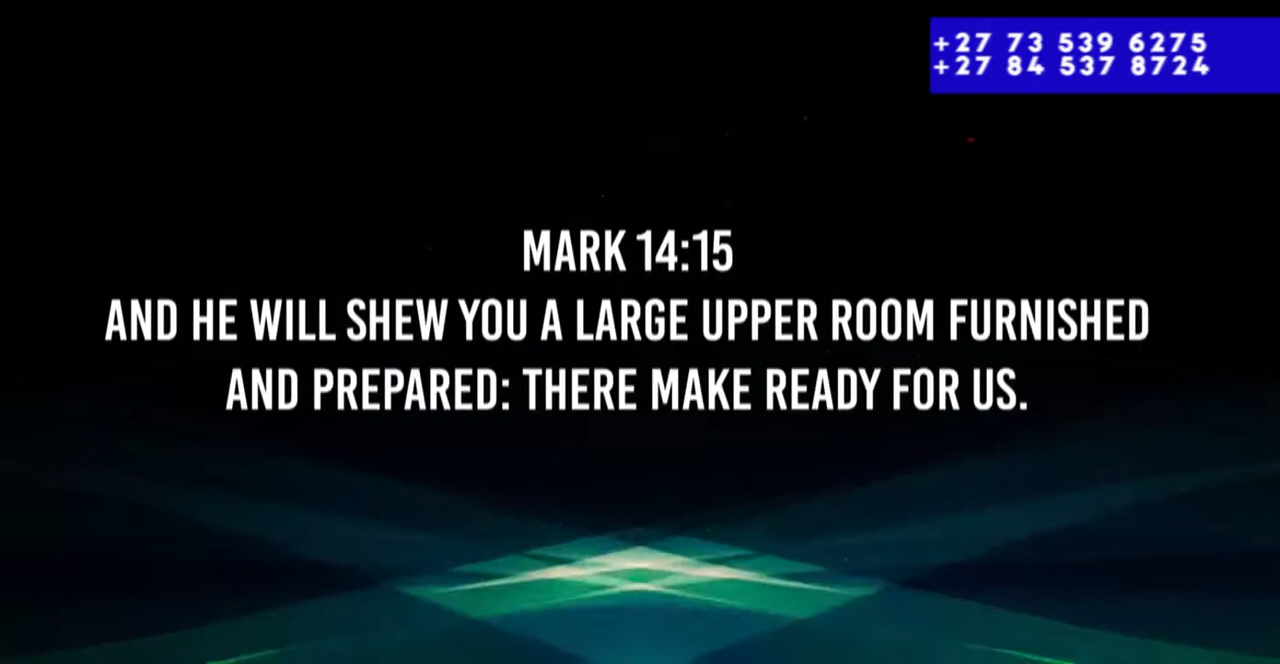 +27 73 539 6275
+27 84 537 8724
MARK 14:15
AND HE WILL SHEW YOU A LARGE UPPER ROOM FURNISHED
AND PREPARED: THERE MAKE READY FOR US.